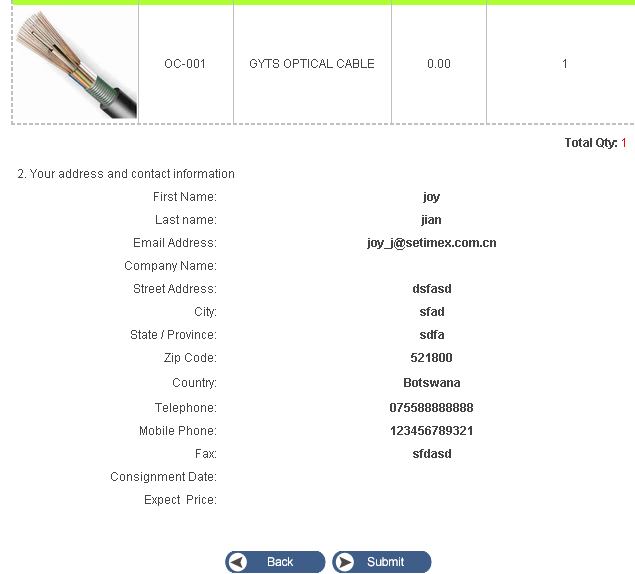 OC-001 GYTS OPTICAL CABLE 0.00 1
Total Qty: 1
2. Your address and contact information
First Name: joy
Last name: jian
Email Address: joy_j@setimex.com.cn
Company Name:
Street Address: dsfasd
City: sfad
State / Province: sdfa
Zip Code: 521800
Country: Botswana
Telephone: 075588888888
Mobile Phone: 123456789321
Fax: sfdasd
Consignment Date:
Expect Price:
Back Submit